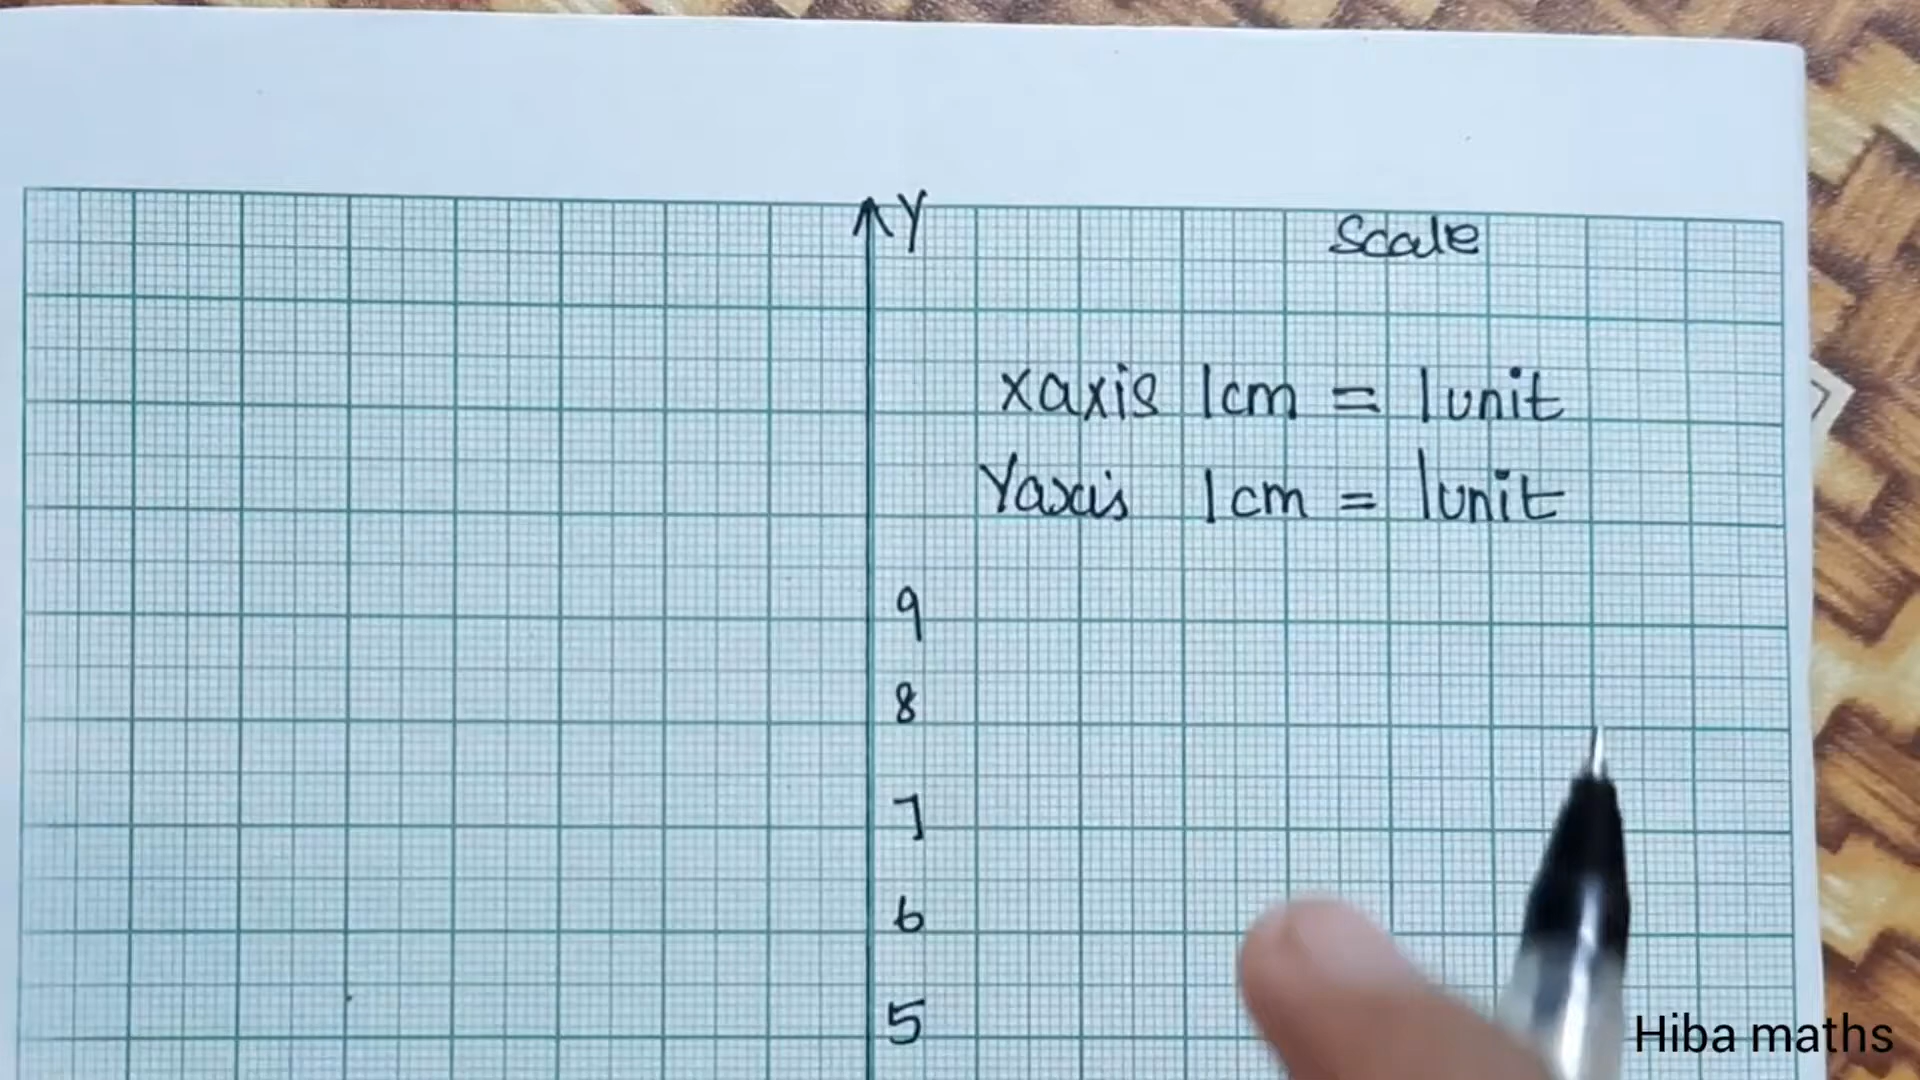 Y
Scale
xaxis 1cm = 1unit
Yaxis 1cm = 1unit
9
8
7
6
5
Hiba maths